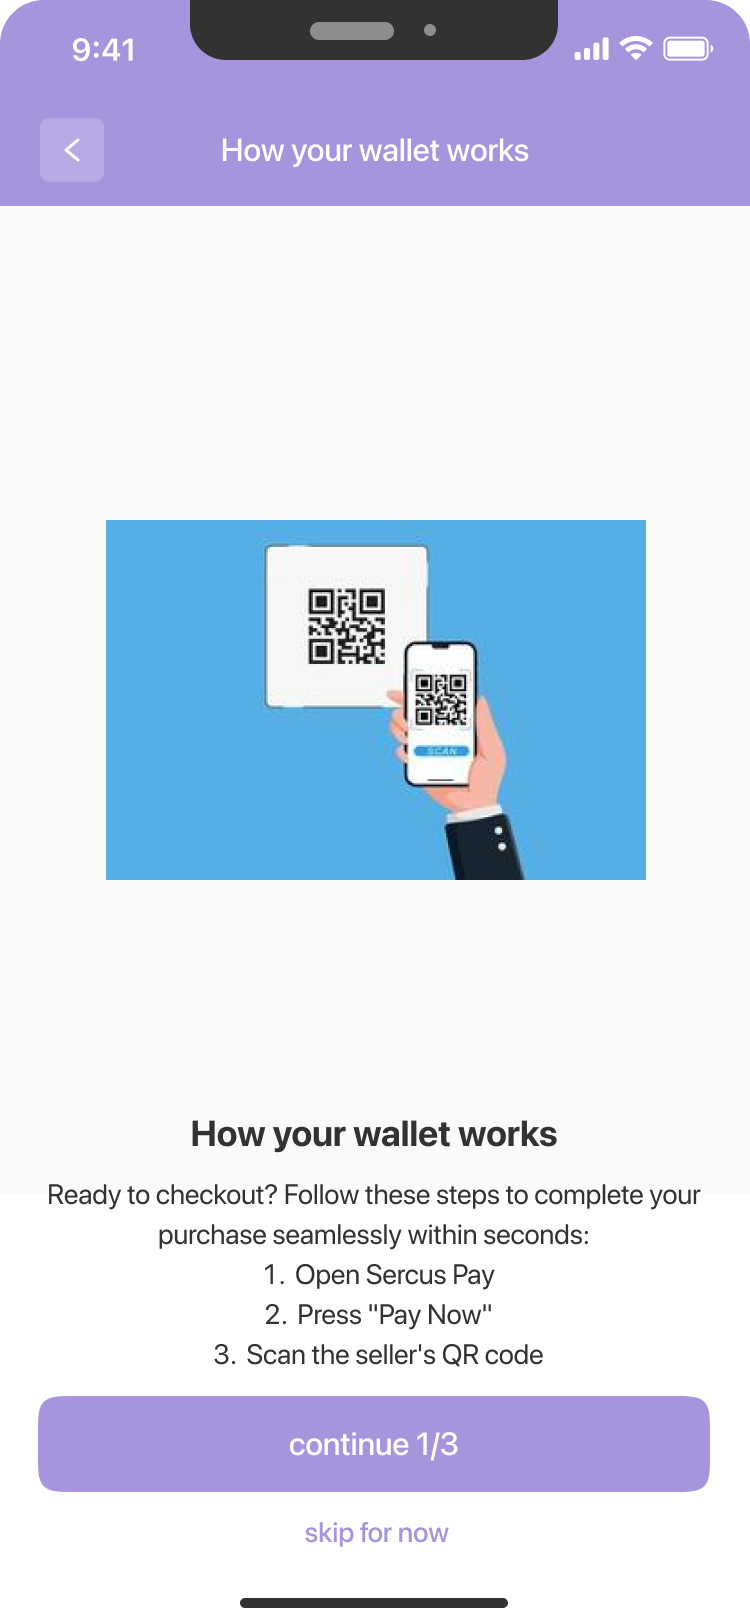 9:41
How your wallet works
SCAN
How your wallet works
Ready to checkout? Follow these steps to complete your
purchase seamlessly within seconds:
1. Open Sercus Pay
2. Press "Pay Now"
3. Scan the seller's QR code
continue 1/3
skip for now